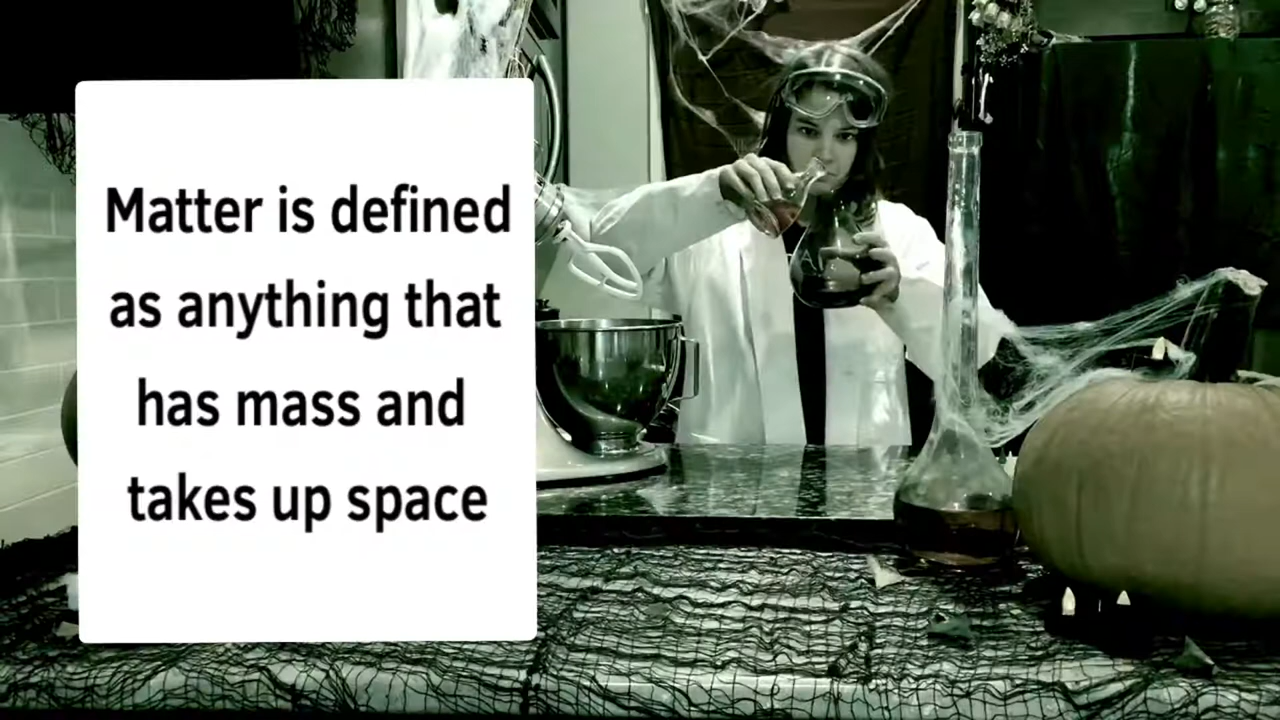 Matter is defined
as anything that
has mass and
takes up space